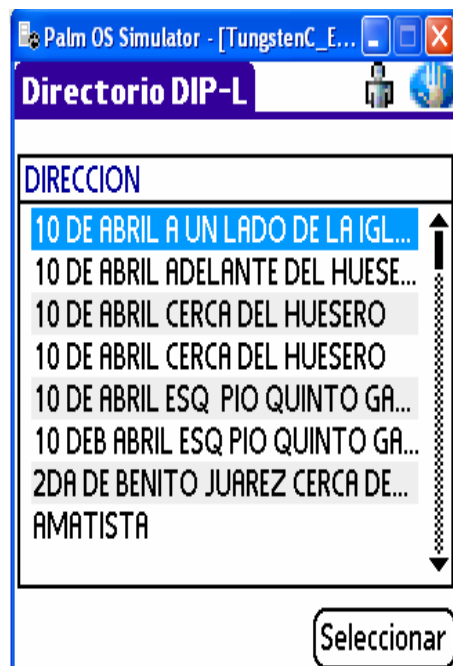 Palm OS Simulator - [TungstenC_E...
Directorio DIP-L
DIRECCION
10 DE ABRIL A UN LADO DE LA IGL...
10 DE ABRIL ADELANTE DEL HUESE...
10 DE ABRIL CERCA DEL HUESERO
10 DE ABRIL CERCA DEL HUESERO
10 DE ABRIL ESQ PIO QUINTO GA...
10 DEB ABRIL ESQ PIO QUINTO GA...
2DA DE BENITO JUAREZ CERCA DE...
AMATISTA
Seleccionar